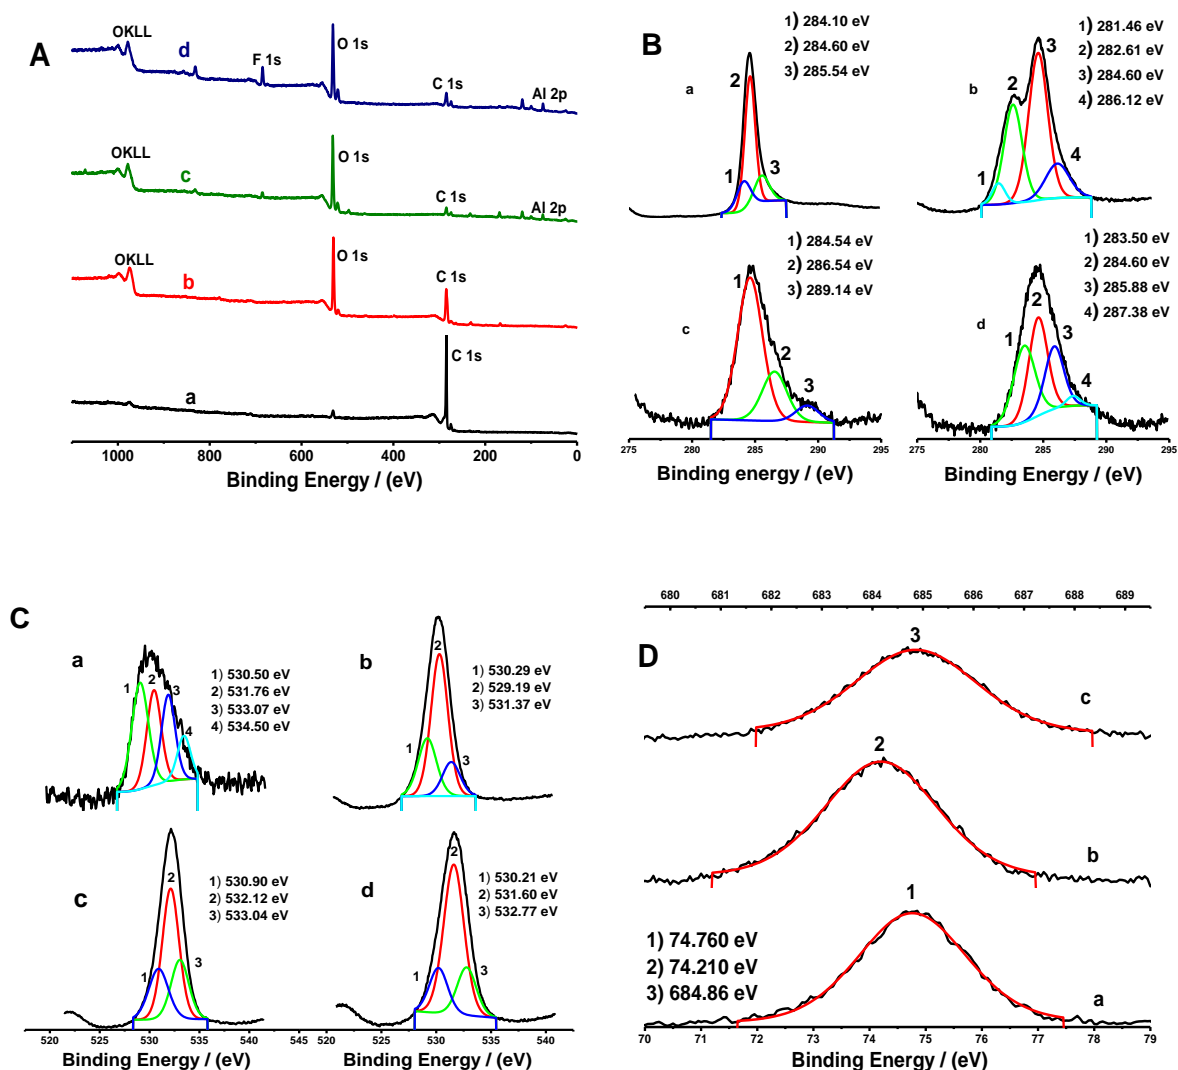 A
OKLL
d
F 1s
O 1s
C 1s
Al 2p
OKLL
c
O 1s
C 1s
Al 2p
OKLL
b
O 1s
C 1s
a
C 1s
1000 800 600 400 200 0
Binding Energy / (eV)
B
a
1) 284.10 eV
2) 284.60 eV
3) 285.54 eV
1
2
3
b
1) 281.46 eV
2) 282.61 eV
3) 284.60 eV
4) 286.12 eV
1
2
3
4
c
1) 284.54 eV
2) 286.54 eV
3) 289.14 eV
1
2
3
275 280 285 290 295
Binding energy / (eV)
d
1) 283.50 eV
2) 284.60 eV
3) 285.88 eV
4) 287.38 eV
1
2
3
4
275 280 285 290 295
Binding Energy / (eV)
C
a
1) 530.50 eV
2) 531.76 eV
3) 533.07 eV
4) 534.50 eV
1
2
3
4
b
1) 530.29 eV
2) 529.19 eV
3) 531.37 eV
1
2
3
c
1) 530.90 eV
2) 532.12 eV
3) 533.04 eV
1
2
3
520 525 530 535 540
Binding Energy / (eV)
d
1) 530.21 eV
2) 531.60 eV
3) 532.77 eV
1
2
3
520 525 530 535 540
Binding Energy / (eV)
680 681 682 683 684 685 686 687 688 689
D
3
c
2
b
1
1) 74.760 eV
2) 74.210 eV
3) 684.86 eV
a
70 71 72 73 74 75 76 77 78 79
Binding Energy / (eV)